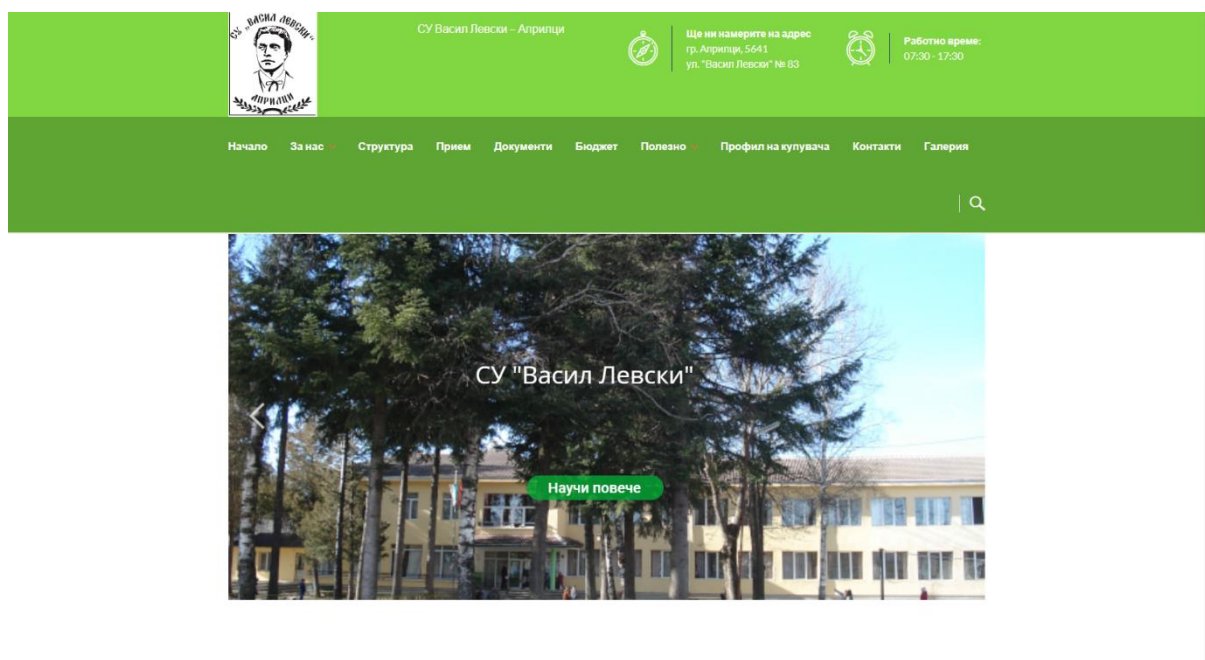 СУ „ВАСИЛ ЛЕВСКИ“
АПРИЛЦИ
СУ Васил Левски – Априлци
Ще ни намерите на адрес
гр. Априлци, 5641
ул. "Васил Левски" № 83
Работно време:
07:30 - 17:30
Начало За нас Структура Прием Документи Бюджет Полезно Профил на купувача Контакти Галерия
СУ "Васил Левски"
Научи повече